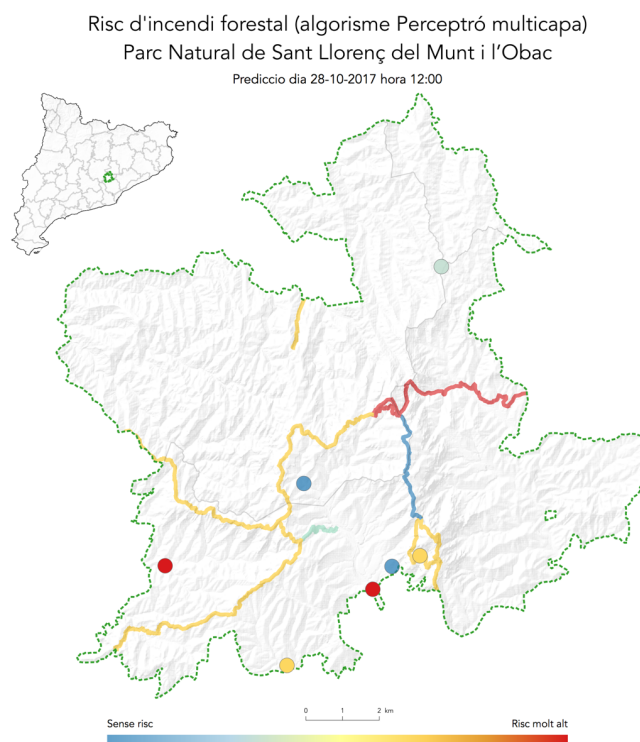 Risc d'incendi forestal (algorisme Perceptró multicapa)
Parc Natural de Sant Llorenç del Munt i l’Obac
Prediccio dia 28-10-2017 hora 12:00
0 1 2 km
Sense risc Risc molt alt